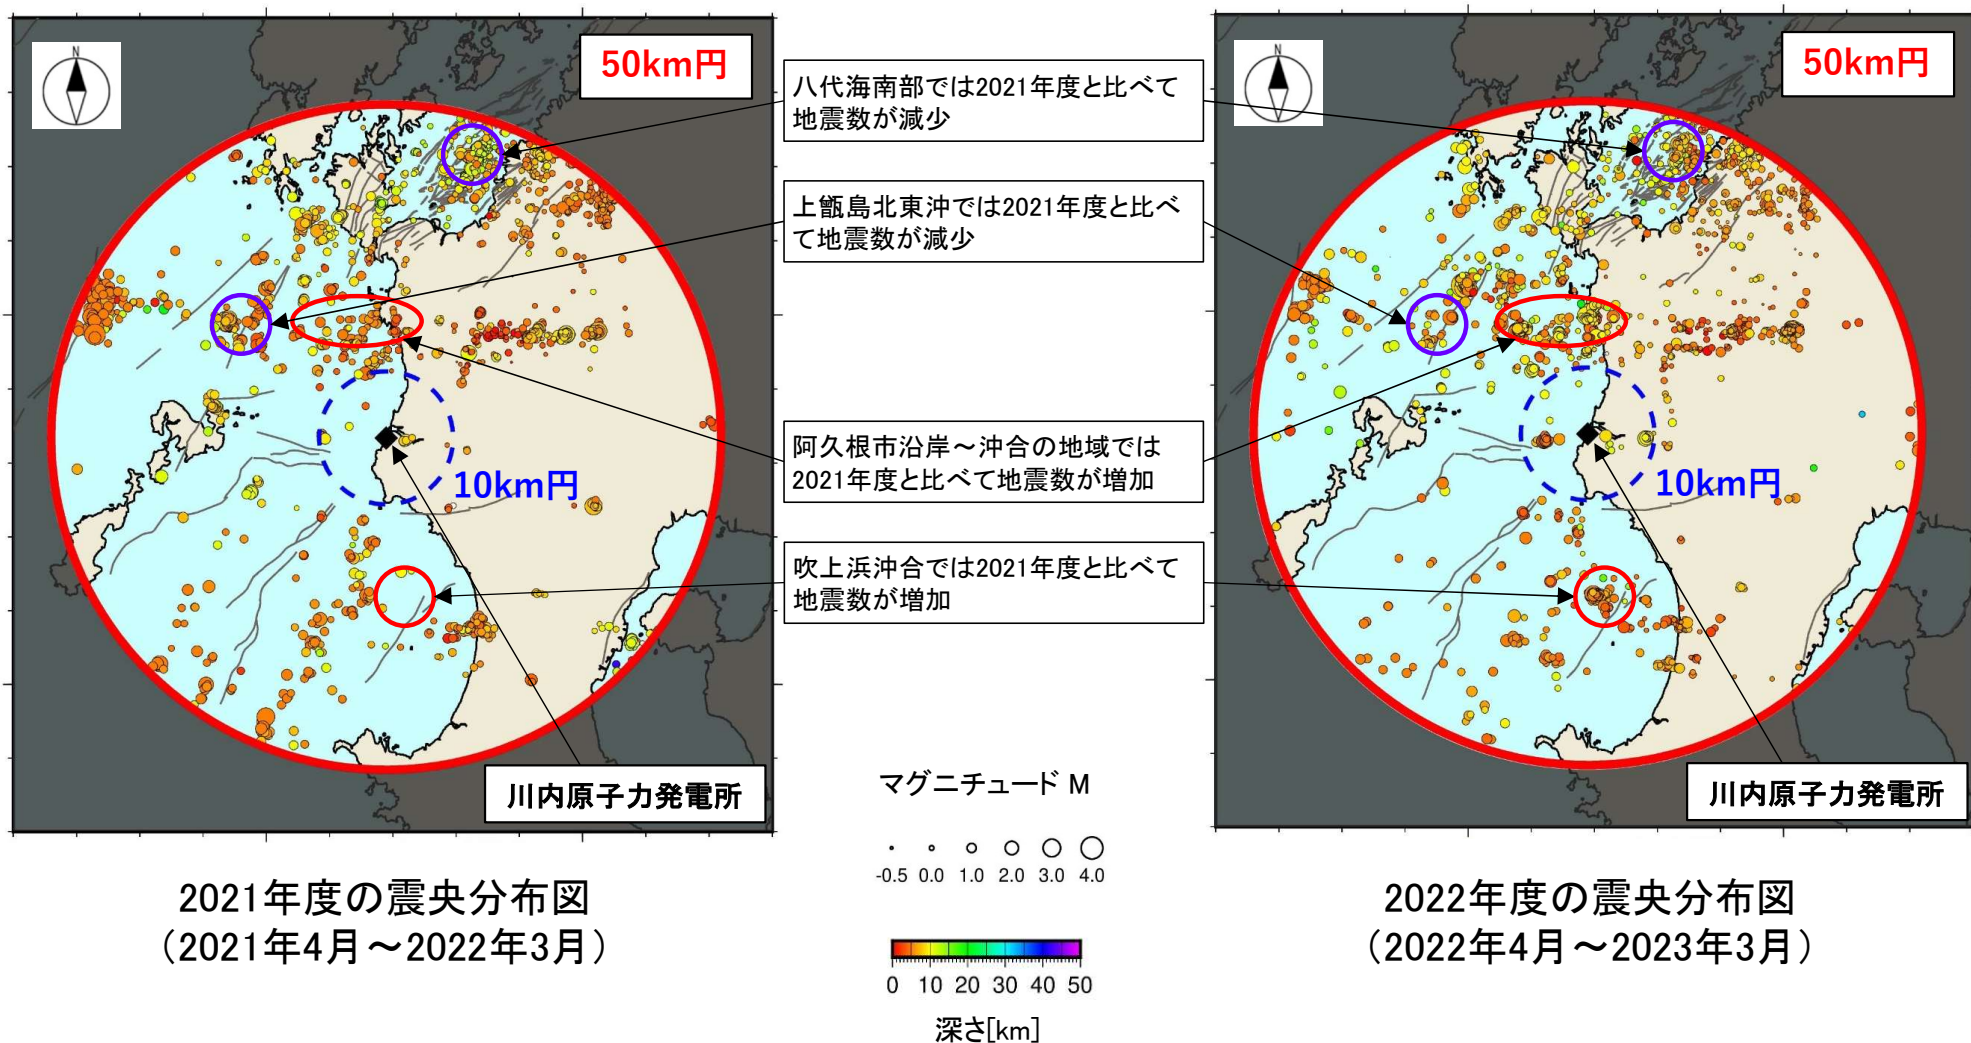 N
50km円
10km円
川内原子力発電所
2021年度の震央分布図
(2021年4月～2022年3月)
八代海南部では2021年度と比べて
地震数が減少
上甑島北東沖では2021年度と比べ
て地震数が減少
阿久根市沿岸～沖合の地域では
2021年度と比べて地震数が増加
吹上浜沖合では2021年度と比べて
地震数が増加
マグニチュード M
-0.5 0.0 1.0 2.0 3.0 4.0
0 10 20 30 40 50
深さ[km]
N
50km円
10km円
川内原子力発電所
2022年度の震央分布図
(2022年4月～2023年3月)